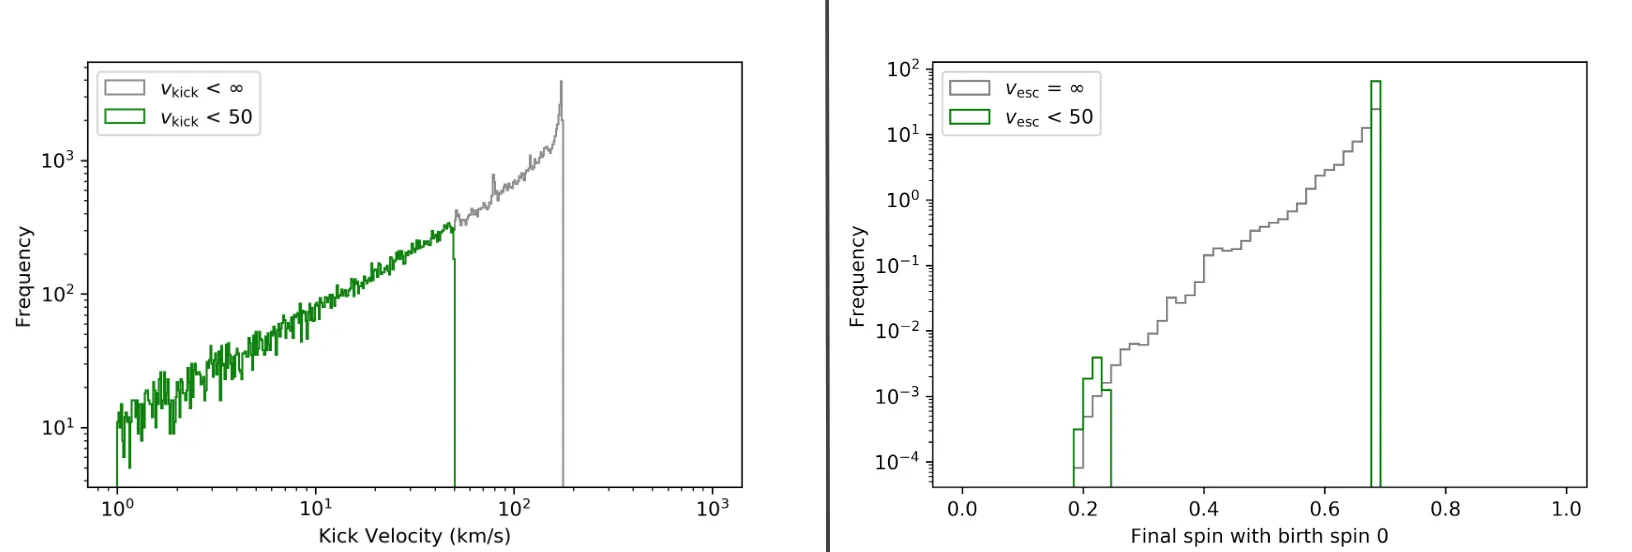 v_kick < ∞
v_kick < 50
10^3
10^2
10^1
Frequency
10^0 10^1 10^2 10^3
Kick Velocity (km/s)
v_esc = ∞
v_esc < 50
10^2
10^1
10^0
10^−1
10^−2
10^−3
10^−4
Frequency
0.0 0.2 0.4 0.6 0.8 1.0
Final spin with birth spin 0